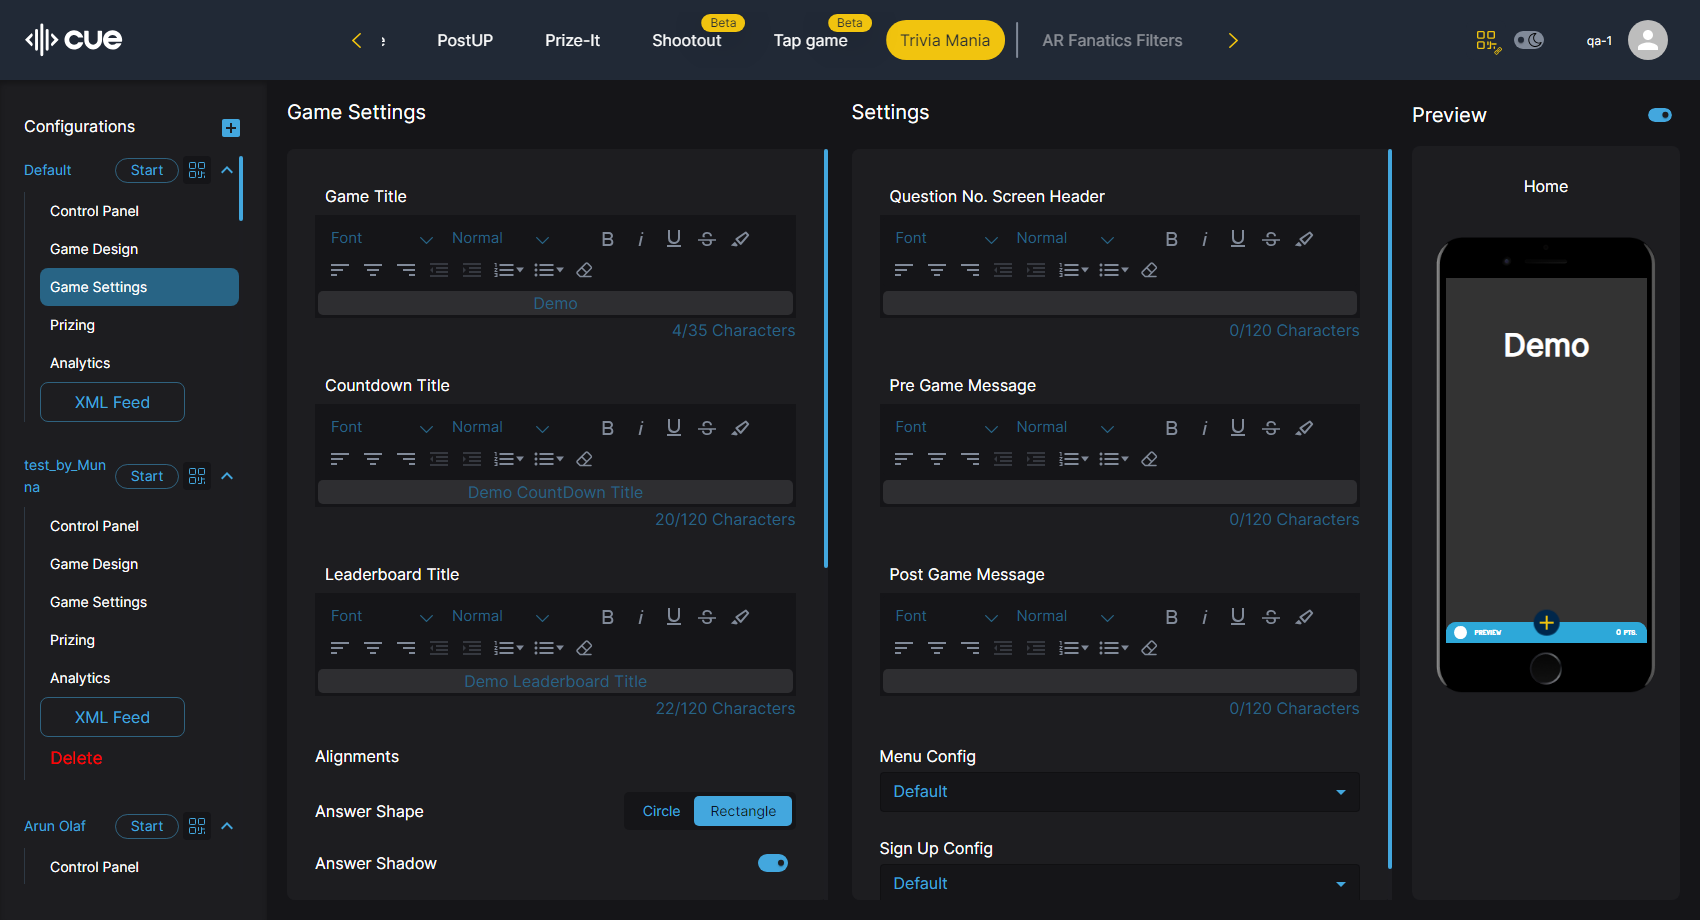 cue
PostUP
Prize-It
Beta
Shootout
Beta
Tap game
Trivia Mania
AR Fanatics Filters
qa-1
Configurations
Default
Start
Control Panel
Game Design
Game Settings
Prizing
Analytics
XML Feed
test_by_Mun
na
Start
Control Panel
Game Design
Game Settings
Prizing
Analytics
XML Feed
Delete
Arun Olaf
Start
Control Panel
Game Settings
Game Title
Font Normal
B i U S
Demo
4/35 Characters
Countdown Title
Font Normal
B i U S
Demo CountDown Title
20/120 Characters
Leaderboard Title
Font Normal
B i U S
Demo Leaderboard Title
22/120 Characters
Alignments
Answer Shape
Circle Rectangle
Answer Shadow
Settings
Question No. Screen Header
Font Normal
B i U S
0/120 Characters
Pre Game Message
Font Normal
B i U S
0/120 Characters
Post Game Message
Font Normal
B i U S
0/120 Characters
Menu Config
Default
Sign Up Config
Default
Preview
Home
Demo
PREVIEW
0 PTS.